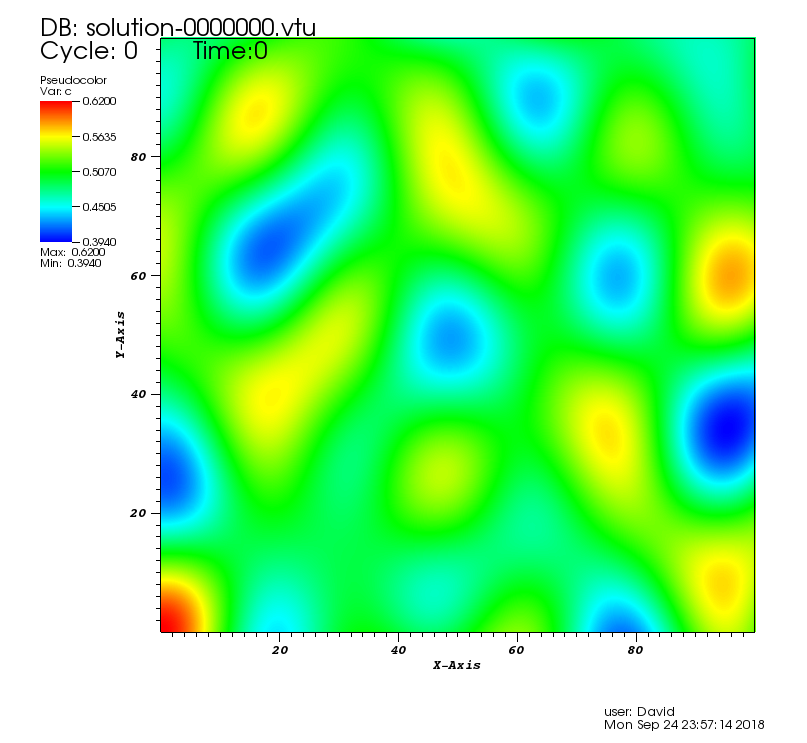 DB: solution-0000000.vtu
Cycle: 0 Time:0
Pseudocolor
Var: c
0.6200
0.5635
0.5070
0.4505
0.3940
Max: 0.6200
Min: 0.3940
80
60
40
20
Y-Axis
20 40 60 80
X-Axis
user: David
Mon Sep 24 23:57:14 2018